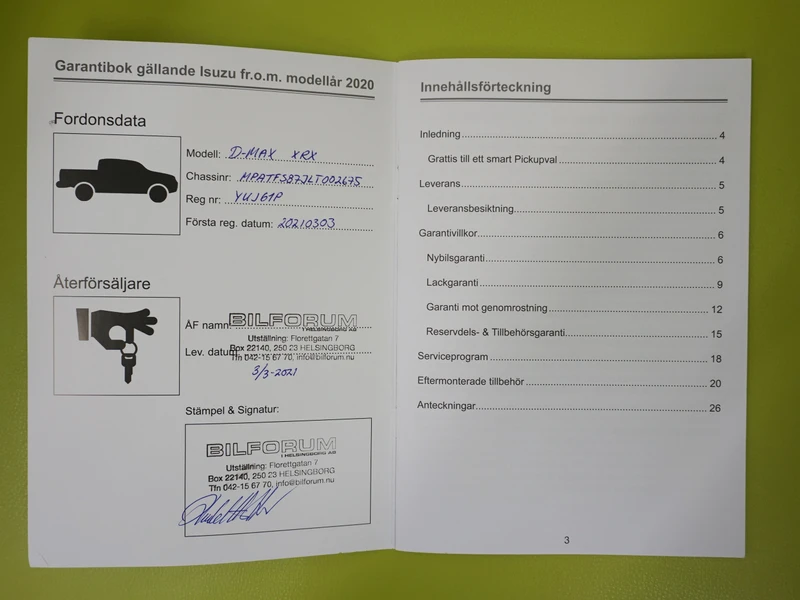 Garantibok gällande Isuzu fr.o.m. modellår 2020
Fordonsdata
Modell: D-MAX XRX
Chassinr: MPATFS87JLT002675
Reg nr: YUJ61P
Första reg. datum: 20210303
Återförsäljare
ÅF namn: BILFORUM
I HELSINGBORG AB
Utställning: Florettgatan 7
Box 22140, 250 23 HELSINGBORG
Lev. datum: Tfn 042-15 67 70, info@bilforum.nu
3/3-2021
Stämpel & Signatur:
BILFORUM
I HELSINGBORG AB
Utställning: Florettgatan 7
Box 22140, 250 23 HELSINGBORG
Tfn 042-15 67 70, info@bilforum.nu
Innehållsförteckning
Inledning 4
Grattis till ett smart Pickupval 4
Leverans 5
Leveransbesiktning 5
Garantivillkor 6
Nybilsgaranti 6
Lackgaranti 9
Garanti mot genomrostning 12
Reservdels- & Tillbehörsgaranti 15
Serviceprogram 18
Eftermonterade tillbehör 20
Anteckningar 26
3